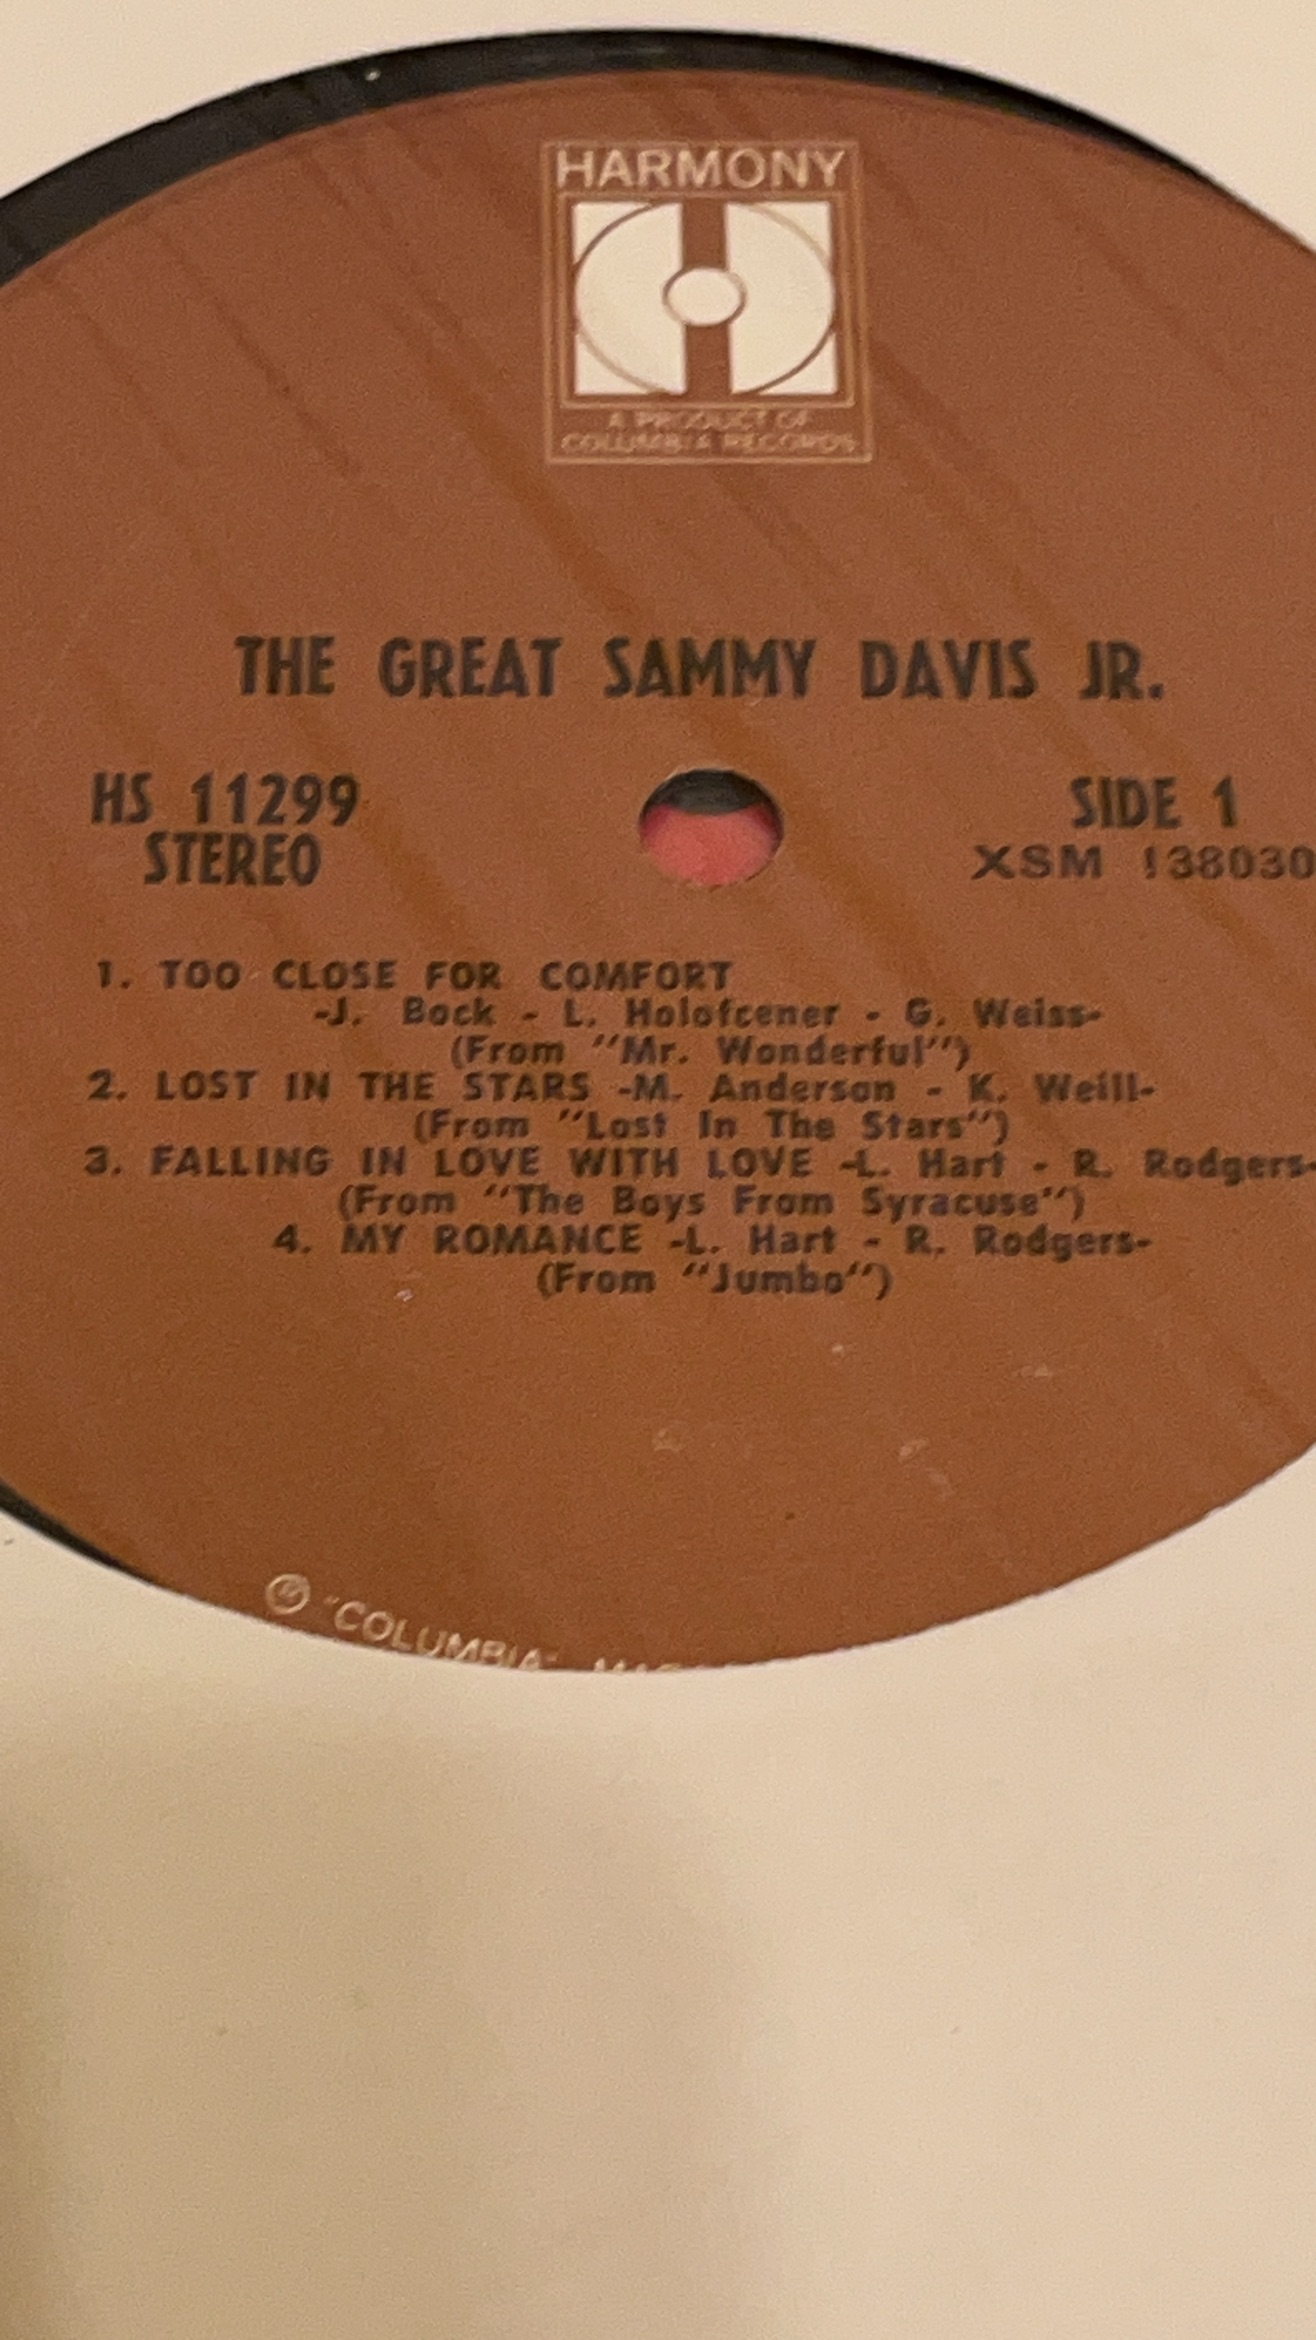 HARMONY
A PRODUCT OF
COLUMBIA RECORDS
THE GREAT SAMMY DAVIS JR.
HS 11299
STEREO
SIDE 1
XSM 138030
1. TOO CLOSE FOR COMFORT
-J. Bock - L. Holofcener - G. Weiss-
(From "Mr. Wonderful")
2. LOST IN THE STARS -M. Anderson - K. Weill-
(From "Lost In The Stars")
3. FALLING IN LOVE WITH LOVE -L. Hart - R. Rodgers-
(From "The Boys From Syracuse")
4. MY ROMANCE -L. Hart - R. Rodgers-
(From "Jumbo")
℗ "COLUMBIA"